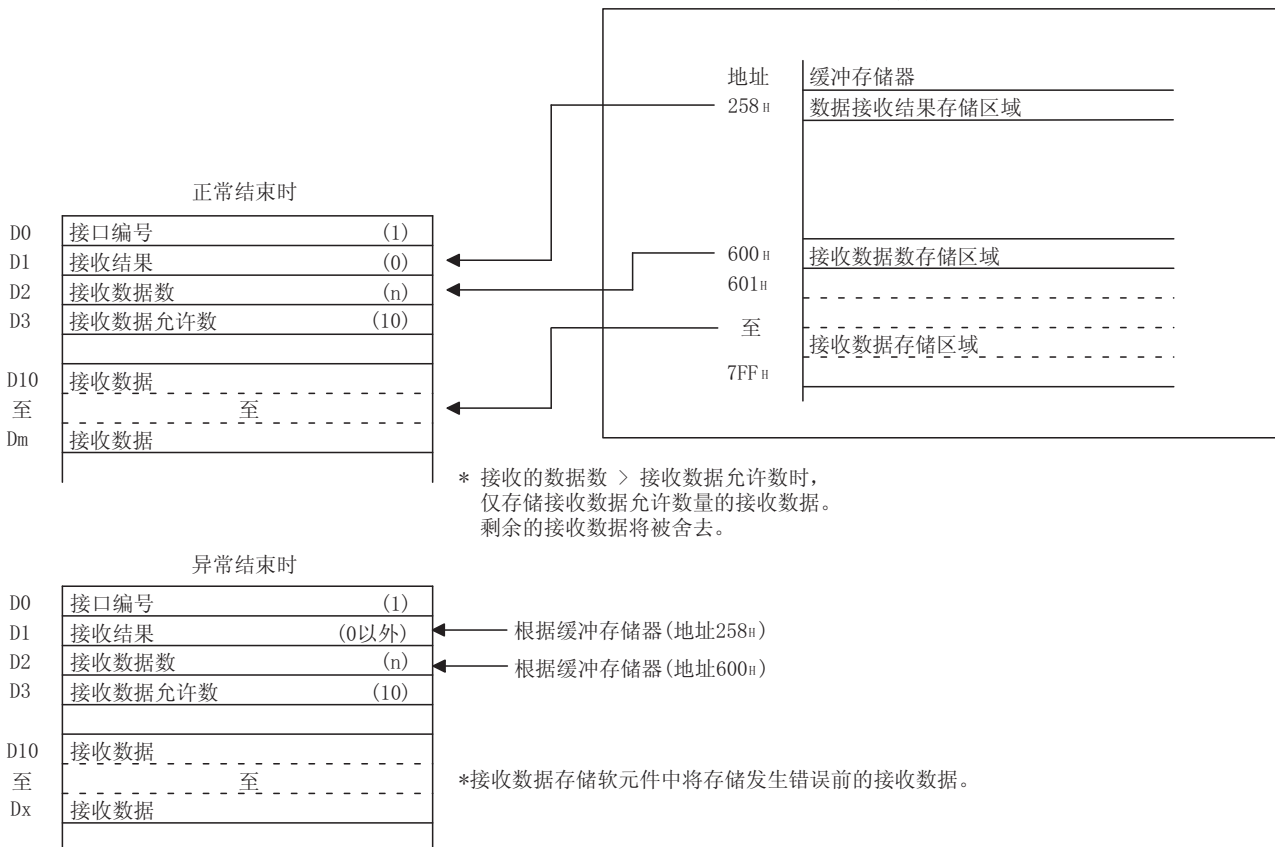 地址 缓冲存储器
258H 数据接收结果存储区域
600H 接收数据数存储区域
601H
至
接收数据存储区域
7FFH
正常结束时
D0 接口编号 (1)
D1 接收结果 (0)
D2 接收数据数 (n)
D3 接收数据允许数 (10)
D10 接收数据
至 至
Dm 接收数据
* 接收的数据数 > 接收数据允许数时,
仅存储接收数据允许数量的接收数据。
剩余的接收数据将被舍去。
异常结束时
D0 接口编号 (1)
D1 接收结果 (0以外) 根据缓冲存储器(地址258H)
D2 接收数据数 (n) 根据缓冲存储器(地址600H)
D3 接收数据允许数 (10)
D10 接收数据
至 至 *接收数据存储软元件中将存储发生错误前的接收数据。
Dx 接收数据